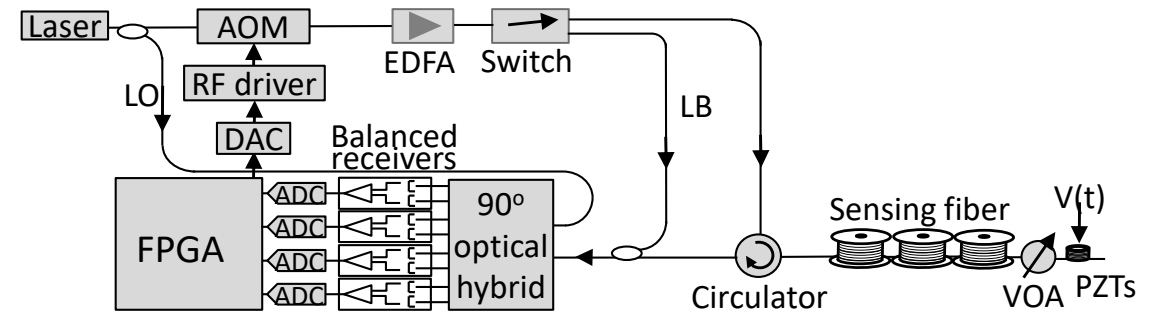 Laser
AOM
EDFA
Switch
RF driver
LO
LB
DAC
Balanced
receivers
FPGA
ADC
ADC
ADC
ADC
90º
optical
hybrid
Circulator
Sensing fiber
V(t)
VOA
PZTs